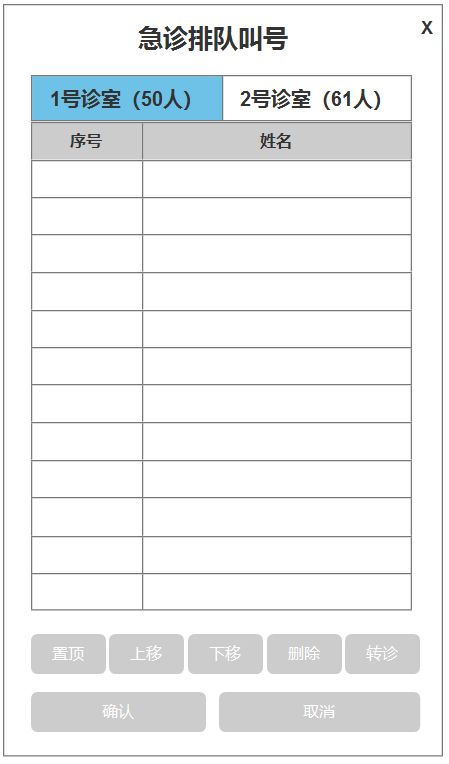 急诊排队叫号 X
1号诊室（50人） 2号诊室（61人）
序号 姓名
置顶 上移 下移 删除 转诊
确认 取消